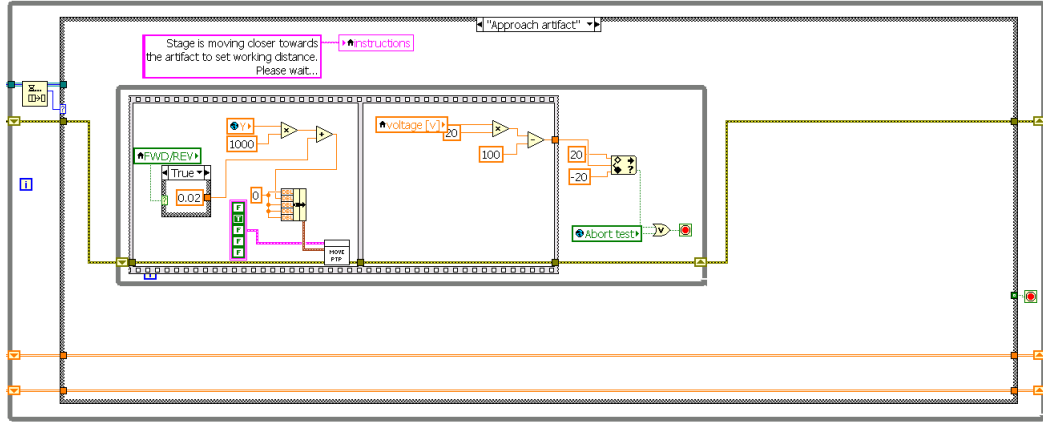 "Approach artifact"
Stage is moving closer towards
the artifact to set working distance.
Please wait...
instructions
Y
1000
FWD/REV
True
0.02
0
F
T
F
F
F
MOVE
PTP
voltage [v]
20
100
20
-20
?
Abort test
V
i
i